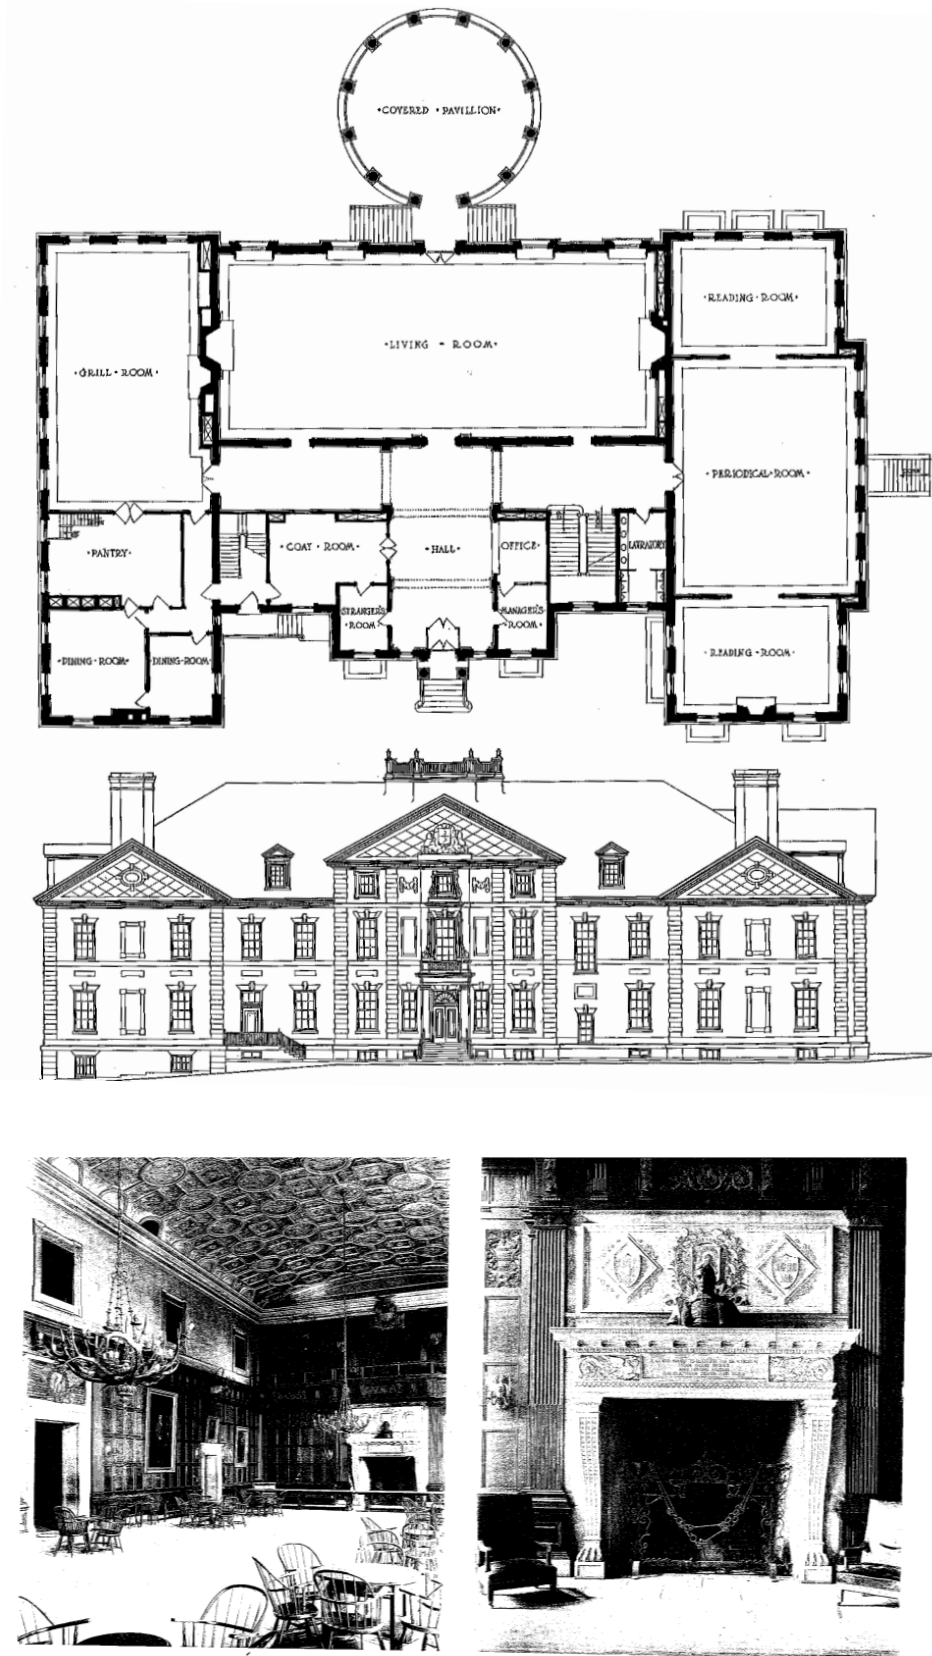 ·COVERED·PAVILLION·
·READING·ROOM·
·LIVING·ROOM·
·GRILL·ROOM·
·PERIODICAL·ROOM·
·PANTRY·
·COAT·ROOM·
·HALL·
OFFICE·
LAVRATORY
STRANGER'S
·ROOM·
MANAGER'S
·ROOM·
·DINING·ROOM·
DINING·ROOM·
·READING·ROOM·